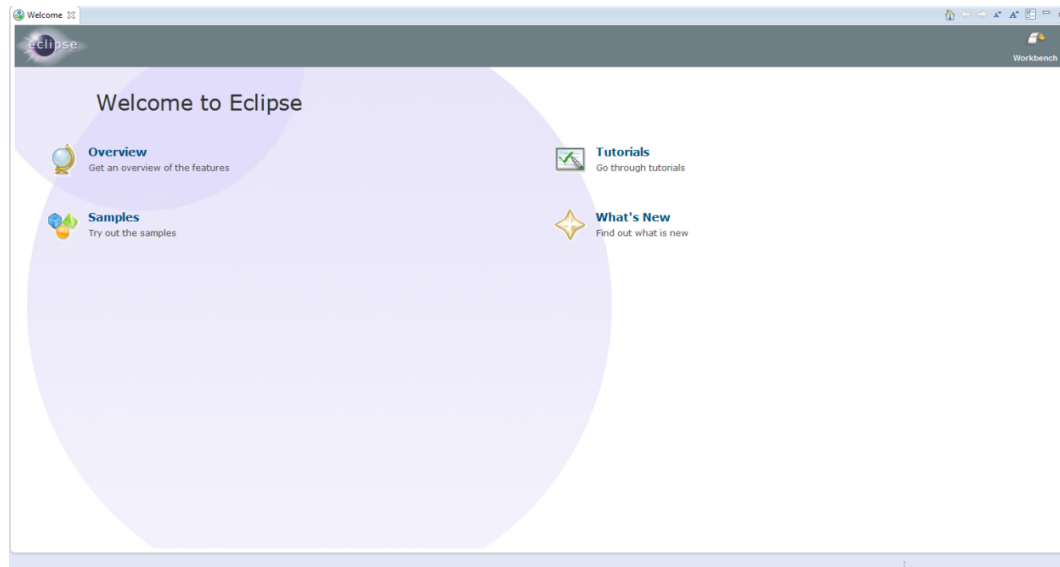 Welcome
eclipse
Workbench
Welcome to Eclipse
Overview
Get an overview of the features
Tutorials
Go through tutorials
Samples
Try out the samples
What's New
Find out what is new